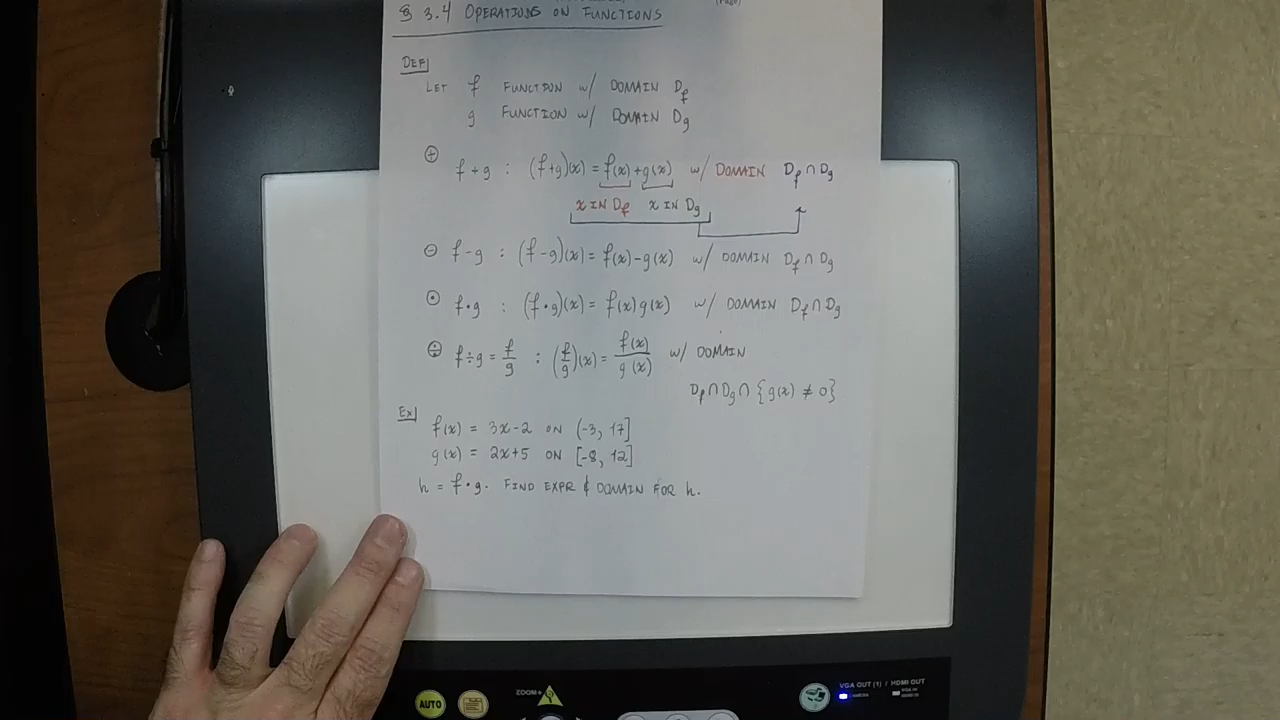 § 3.4 OPERATIONS ON FUNCTIONS
DEF
LET f FUNCTION w/ DOMAIN D_f
g FUNCTION w/ DOMAIN D_g
⊕ f+g : (f+g)(x) = f(x)+g(x) w/ DOMAIN D_f ∩ D_g
x IN D_f x IN D_g
⊖ f-g : (f-g)(x) = f(x)-g(x) w/ DOMAIN D_f ∩ D_g
⊙ f·g : (f·g)(x) = f(x)g(x) w/ DOMAIN D_f ∩ D_g
÷ f÷g = f/g : (f/g)(x) = f(x)/g(x) w/ DOMAIN
D_f ∩ D_g ∩ {g(x) ≠ 0}
EX
f(x) = 3x-2 ON (-3, 17]
g(x) = 2x+5 ON [-8, 12]
h = f·g. FIND EXPR & DOMAIN FOR h.
AUTO
ZOOM+
VGA OUT (1) / HDMI OUT